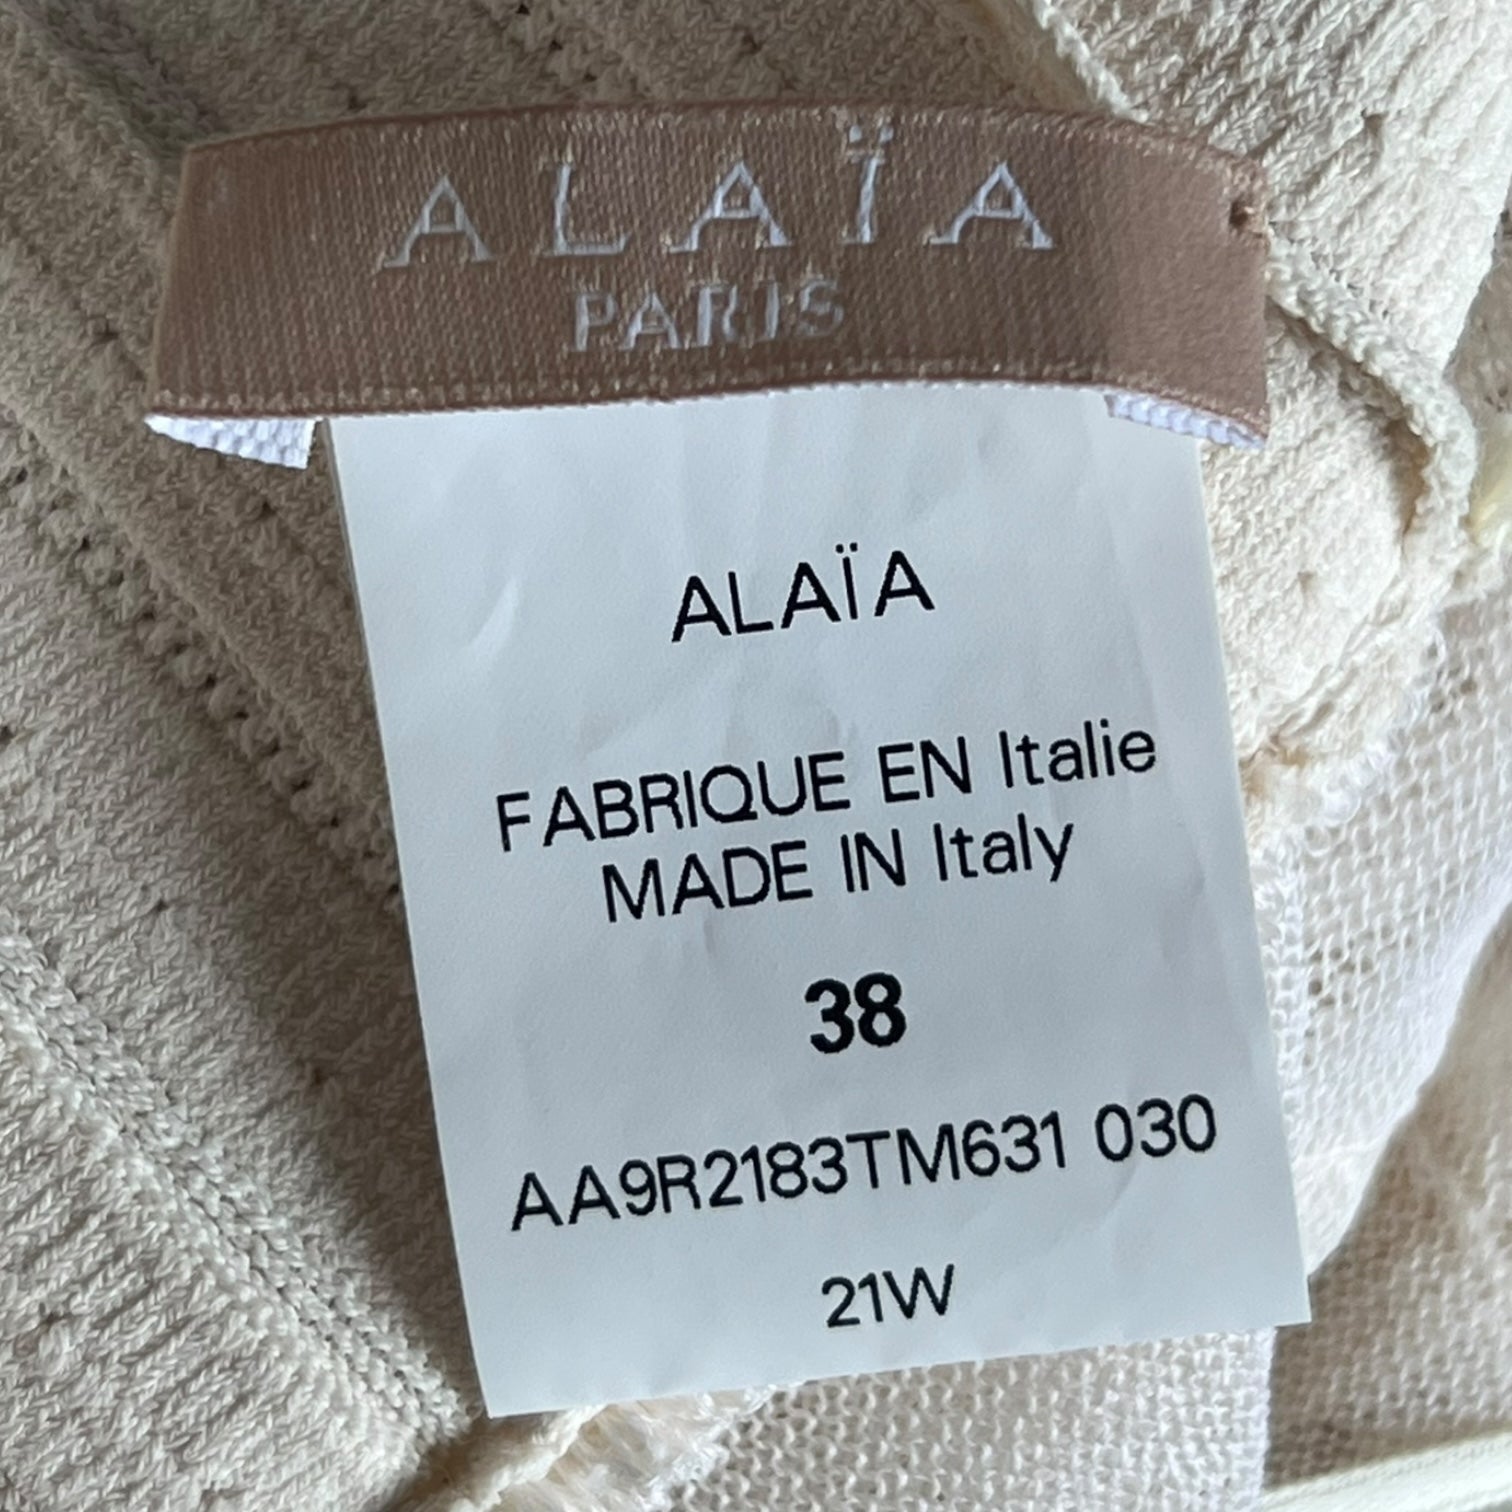 ALAÏA
PARIS
ALAÏA
FABRIQUE EN Italie
MADE IN Italy
38
AA9R2183TM631 030
21W